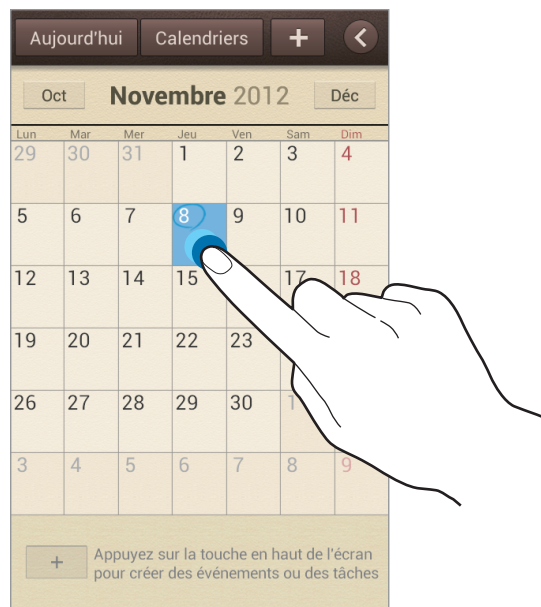 Aujourd'hui Calendriers +
Oct Novembre 2012 Déc
Lun Mar Mer Jeu Ven Sam Dim
29 30 31 1 2 3 4
5 6 7 8 9 10 11
12 13 14 15 17 18
19 20 21 22 23
26 27 28 29 30 1
3 4 5 6 7 8 9
+ Appuyez sur la touche en haut de l'écran
pour créer des événements ou des tâches